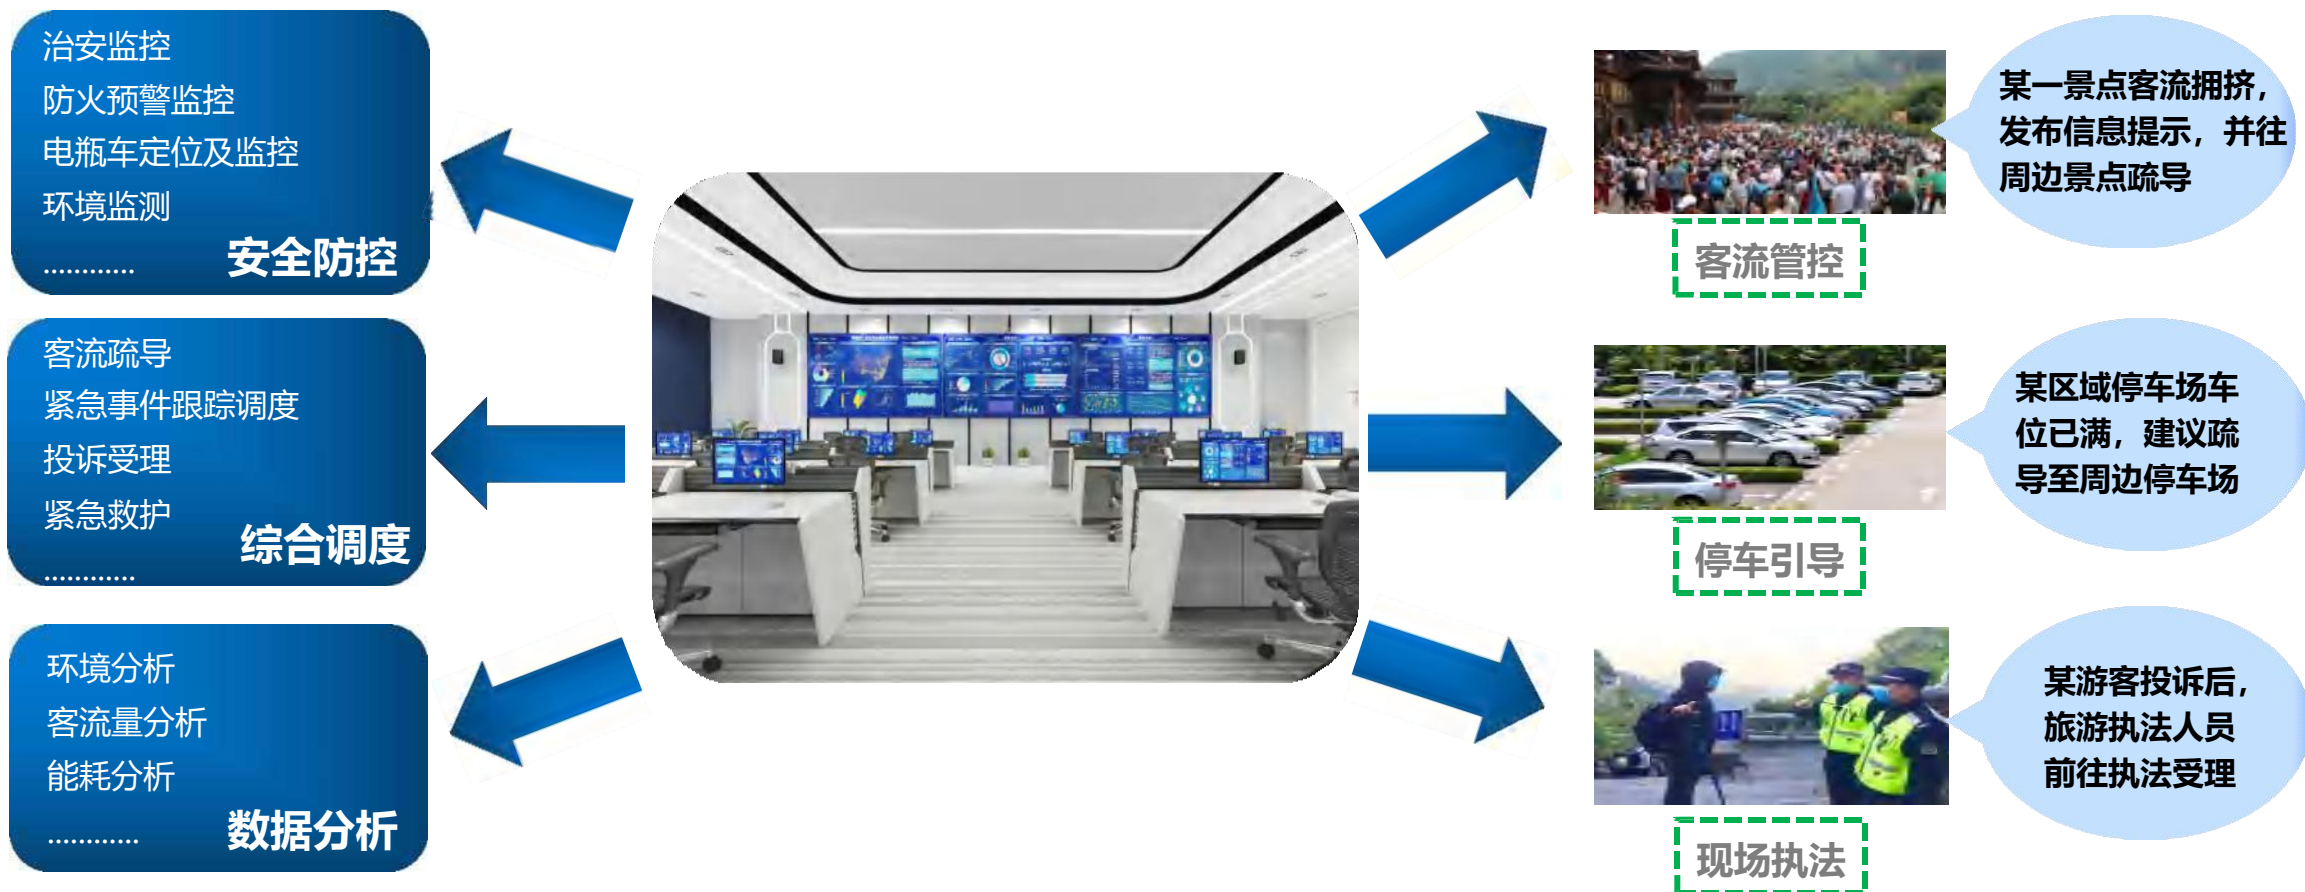 治安监控
防火预警监控
电瓶车定位及监控
环境监测
............
安全防控
客流疏导
紧急事件跟踪调度
投诉受理
紧急救护
............
综合调度
环境分析
客流量分析
能耗分析
............
数据分析
某一景点客流拥挤，
发布信息提示，并往
周边景点疏导
客流管控
某区域停车场车
位已满，建议疏
导至周边停车场
停车引导
某游客投诉后，
旅游执法人员
前往执法受理
现场执法